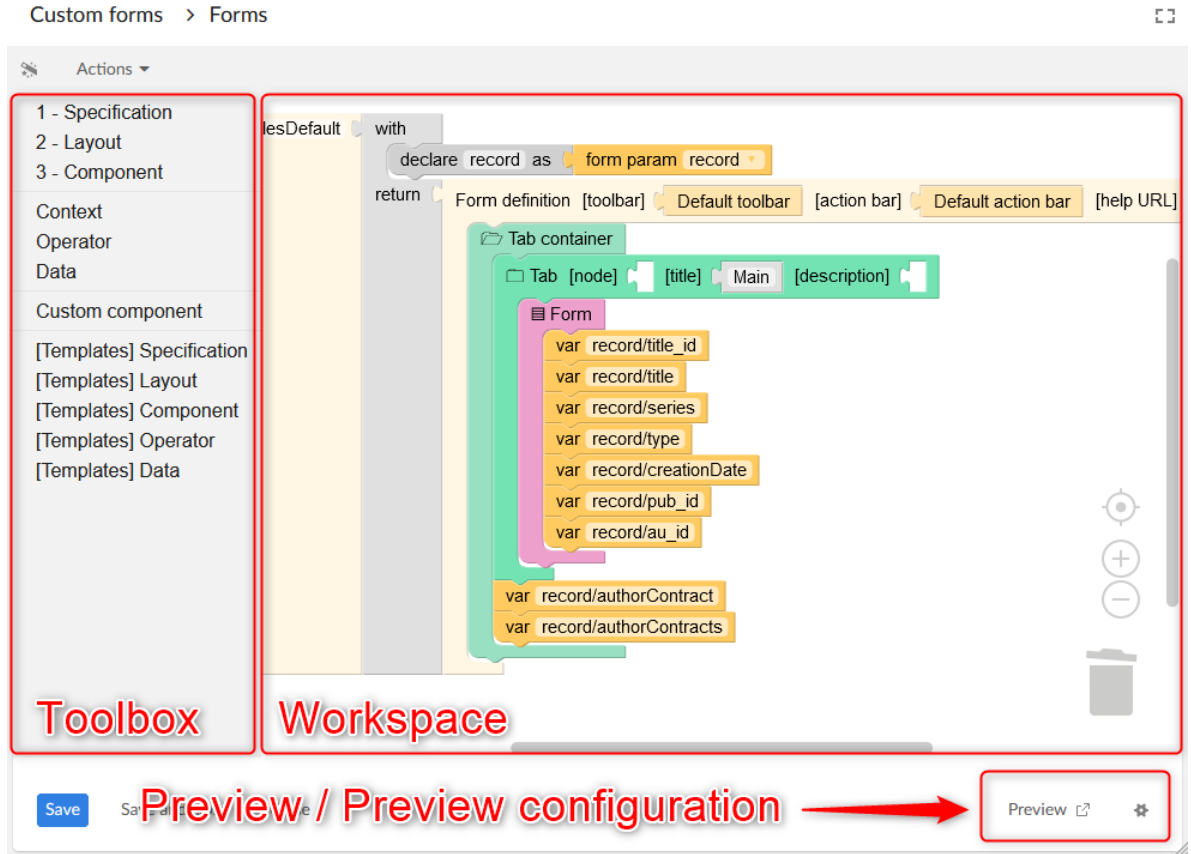 Custom forms > Forms
Actions
1 - Specification
2 - Layout
3 - Component
Context
Operator
Data
Custom component
[Templates] Specification
[Templates] Layout
[Templates] Component
[Templates] Operator
[Templates] Data
Toolbox
lesDefault with
declare record as form param record
return Form definition [toolbar] Default toolbar [action bar] Default action bar [help URL]
Tab container
Tab [node] [title] Main [description]
Form
var record/title_id
var record/title
var record/series
var record/type
var record/creationDate
var record/pub_id
var record/au_id
var record/authorContract
var record/authorContracts
Workspace
Save
Preview / Preview configuration
Preview